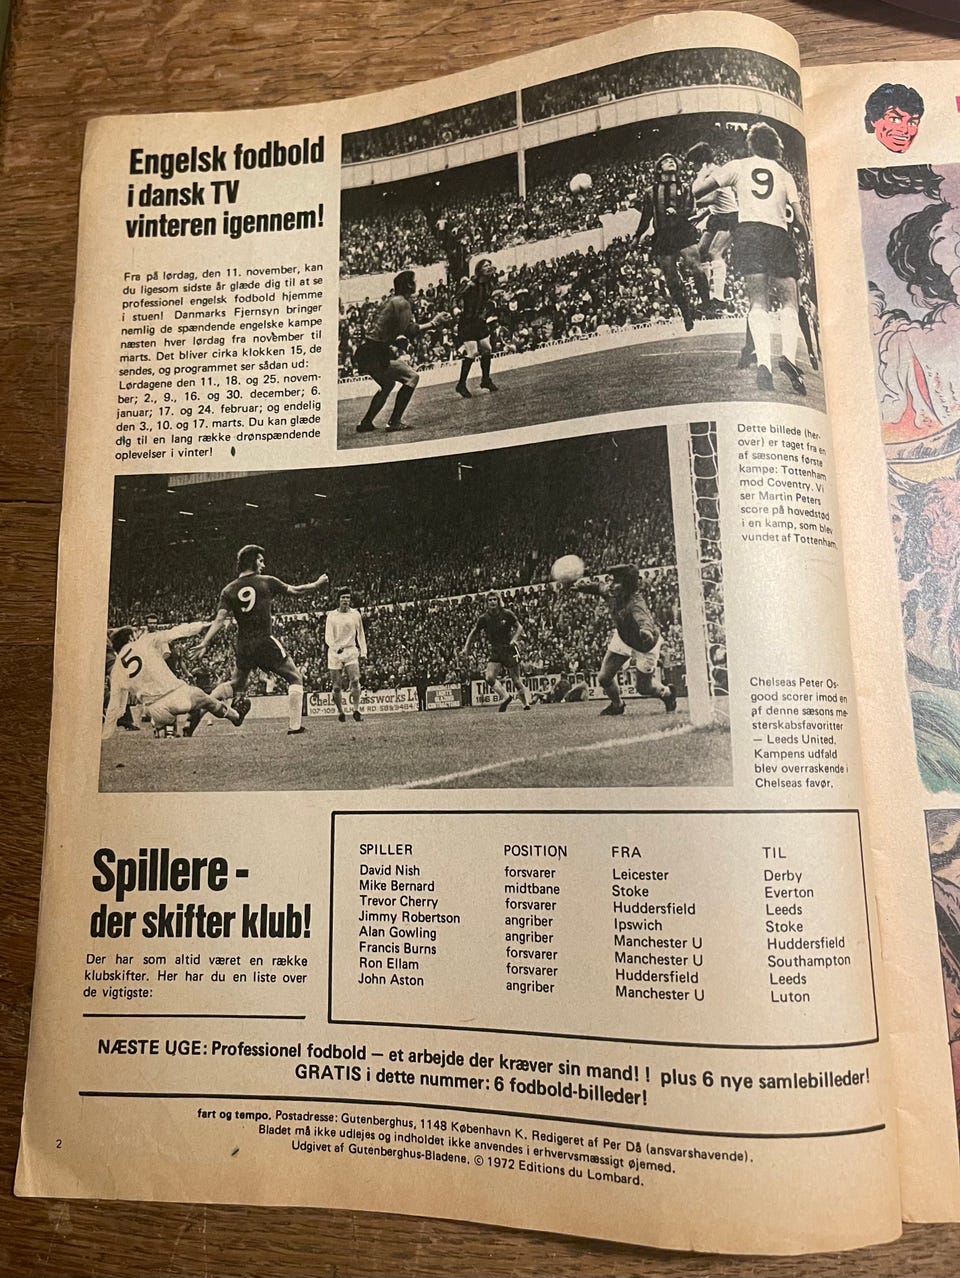 Engelsk fodbold
i dansk TV
vinteren igennem!
Fra på lørdag, den 11. november, kan
du ligesom sidste år glæde dig til at se
professionel engelsk fodbold hjemme
i stuen! Danmarks Fjernsyn bringer
nemlig de spændende engelske kampe
næsten hver lørdag fra november til
marts. Det bliver cirka klokken 15, de
sendes, og programmet ser sådan ud:
Lørdagene den 11., 18. og 25. novem-
ber; 2., 9., 16. og 30. december; 6.
januar; 17. og 24. februar; og endelig
den 3., 10. og 17. marts. Du kan glæde
dig til en lang række drønspændende
oplevelser i vinter!
9
Dette billede (her-
over) er taget fra en
af sæsonens første
kampe: Tottenham
mod Coventry. Vi
ser Martin Peters
score på hovedstød
i en kamp, som blev
vundet af Tottenham.
5
9
Chelsea Glassworks L
107-109
Chelseas Peter Os-
good scorer imod en
af denne sæsons me-
sterskabsfavoritter
— Leeds United.
Kampens udfald
blev overraskende i
Chelseas favør.
Spillere -
der skifter klub!
Der har som altid været en række
klubskifter. Her har du en liste over
de vigtigste:
SPILLER POSITION FRA TIL
David Nish forsvarer Leicester Derby
Mike Bernard midtbane Stoke Everton
Trevor Cherry forsvarer Huddersfield Leeds
Jimmy Robertson angriber Ipswich Stoke
Alan Gowling angriber Manchester U Huddersfield
Francis Burns forsvarer Manchester U Southampton
Ron Ellam forsvarer Huddersfield Leeds
John Aston angriber Manchester U Luton
NÆSTE UGE: Professionel fodbold — et arbejde der kræver sin mand!! plus 6 nye samlebilleder!
GRATIS i dette nummer: 6 fodbold-billeder!
fart og tempo. Postadresse: Gutenberghus, 1148 København K. Redigeret af Per Då (ansvarshavende).
Bladet må ikke udlejes og indholdet ikke anvendes i erhvervsmæssigt øjemed.
Udgivet af Gutenberghus-Bladene, © 1972 Editions du Lombard.
2